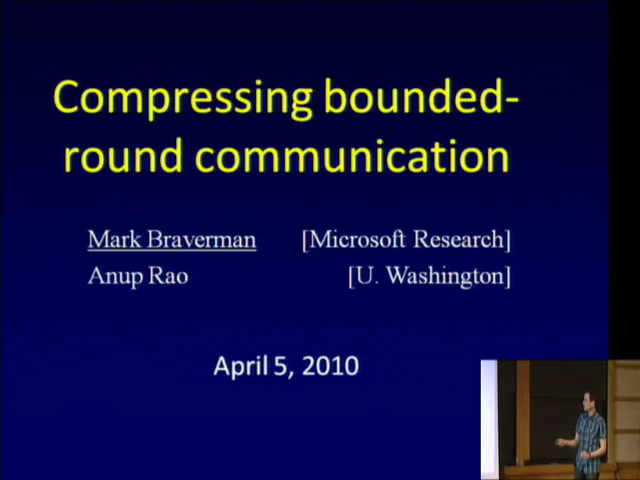 Compressing bounded-
round communication
Mark Braverman [Microsoft Research]
Anup Rao [U. Washington]
April 5, 2010